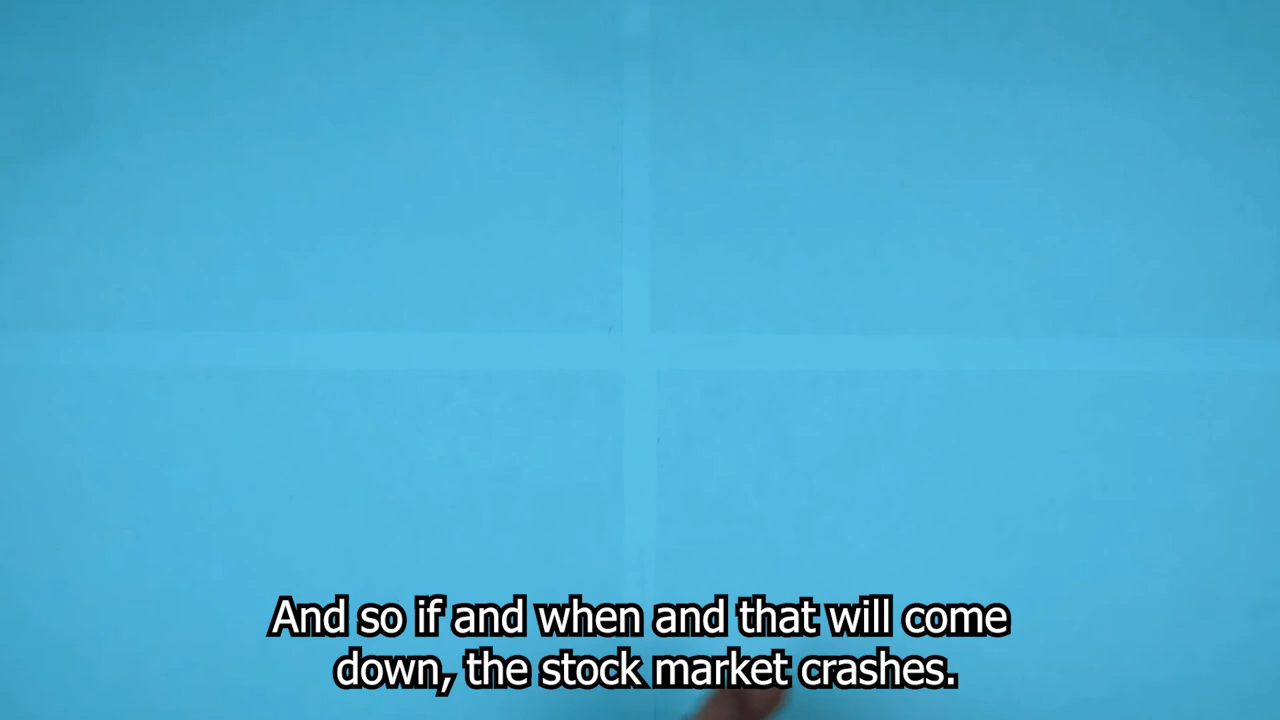 And so if and when and that will come
down, the stock market crashes.